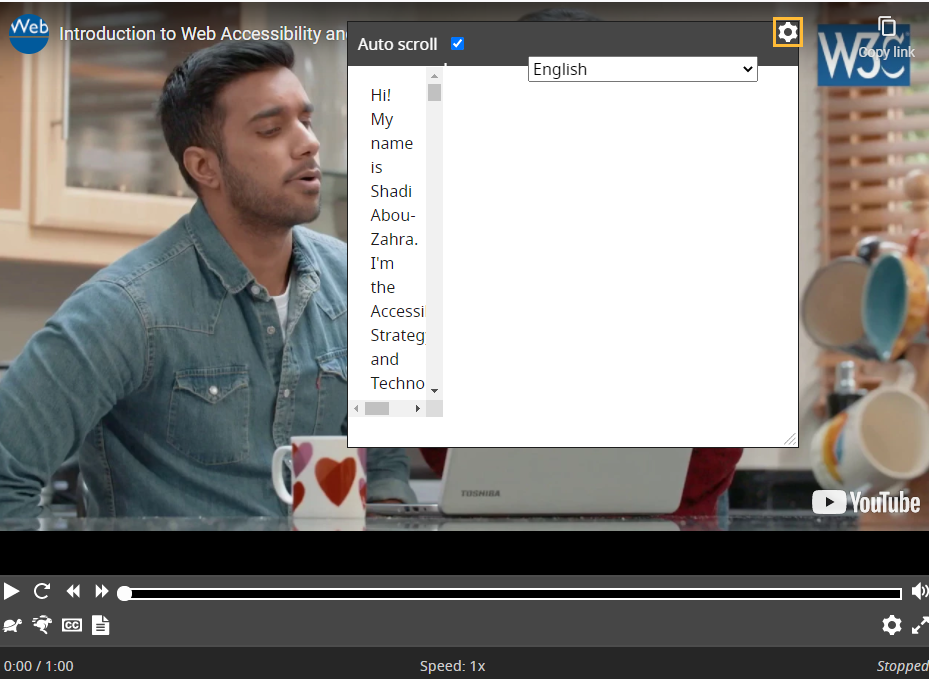 Web
Introduction to Web Accessibility an
Auto scroll
W3C
Copy link
English
Hi!
My
name
is
Shadi
Abou-
Zahra.
I'm
the
Accessi
Strateg
and
Techno
TOSHIBA
YouTube
CC
0:00 / 1:00
Speed: 1x
Stopped